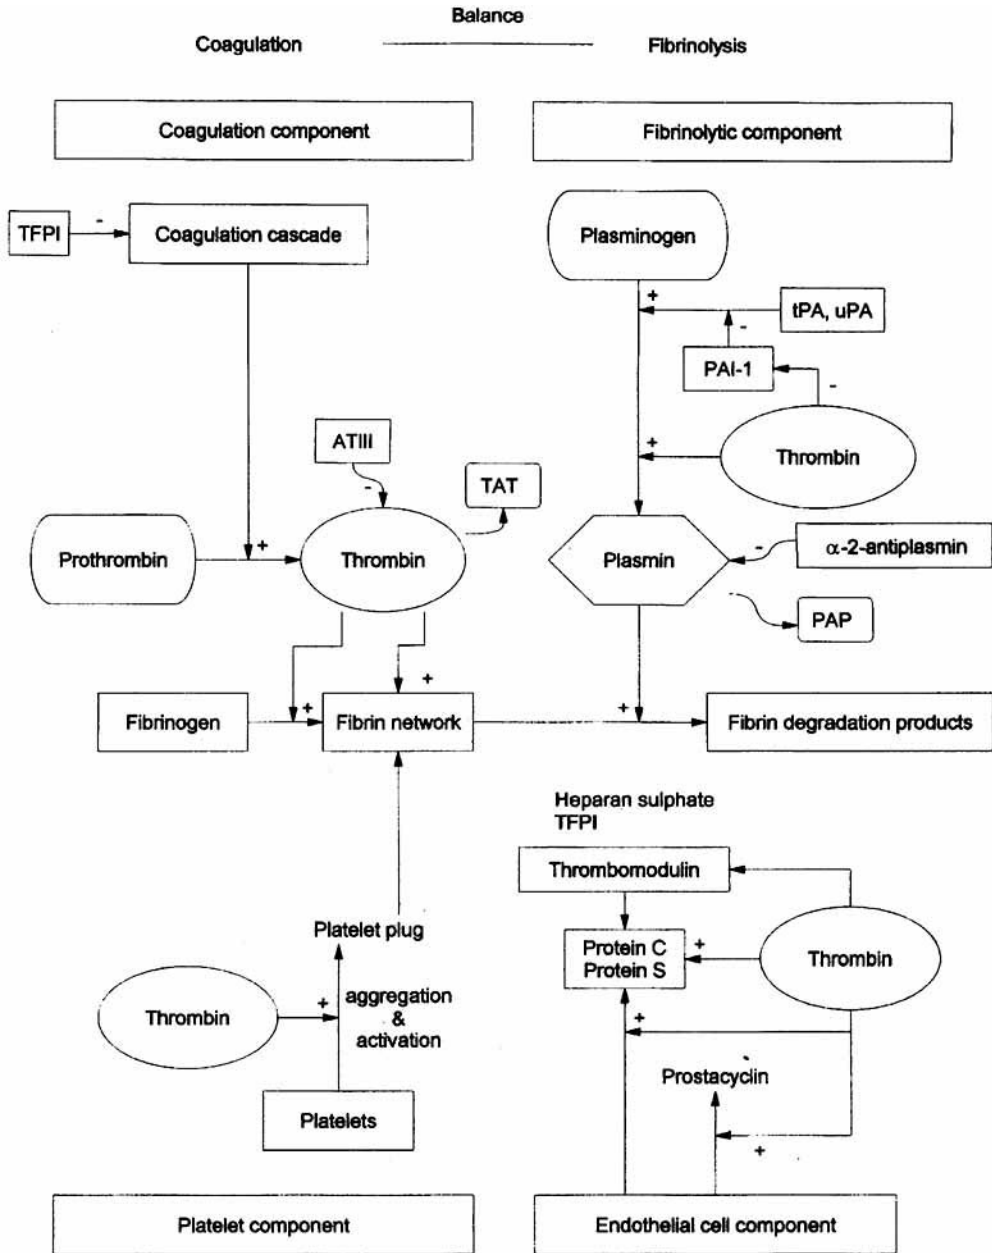 Balance
Coagulation
Fibrinolysis
Coagulation component
Fibrinolytic component
TFPI
-
Coagulation cascade
Plasminogen
+
tPA, uPA
-
PAI-1
-
ATIII
-
TAT
+
Thrombin
Prothrombin
+
Thrombin
Plasmin
-
α-2-antiplasmin
PAP
Fibrinogen
+
+
Fibrin network
+
Fibrin degradation products
Heparan sulphate
TFPI
Thrombomodulin
Platelet plug
Protein C
Protein S
+
Thrombin
Thrombin
+
aggregation
&
activation
+
Prostacyclin
+
Platelets
Platelet component
Endothelial cell component